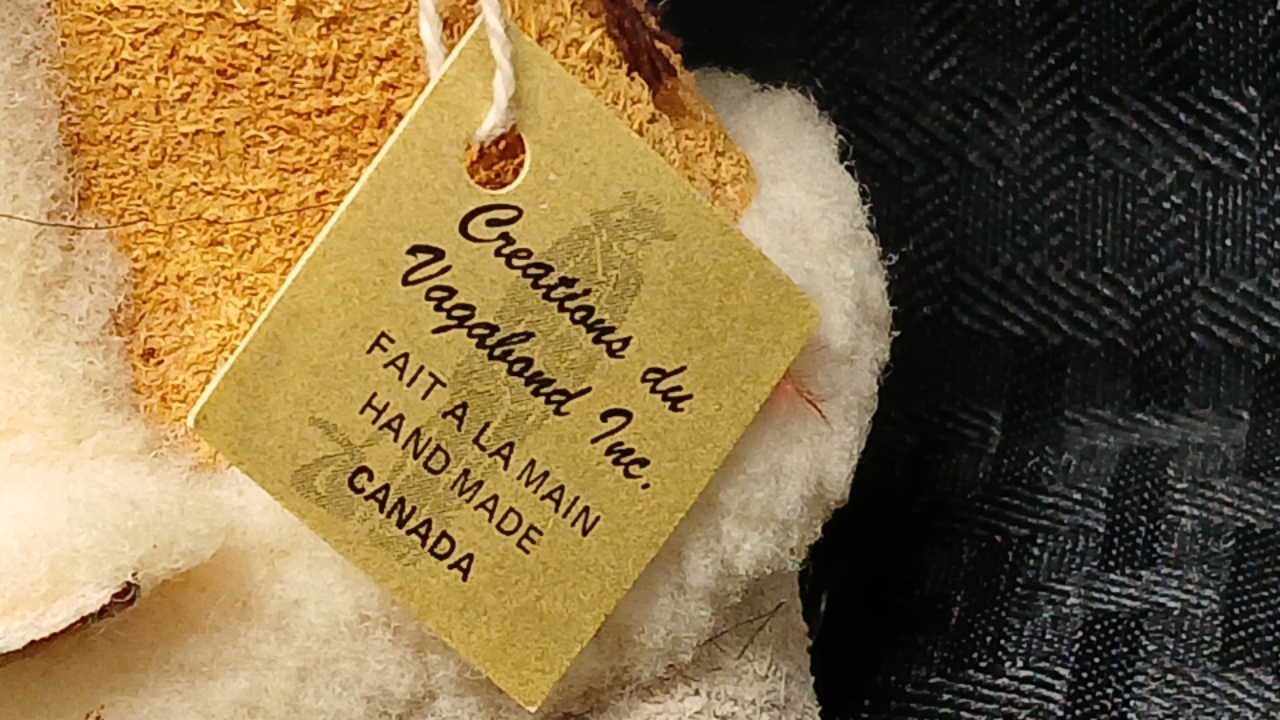 Creations du
Vagabond Inc.
FAIT A LA MAIN
HAND MADE
CANADA